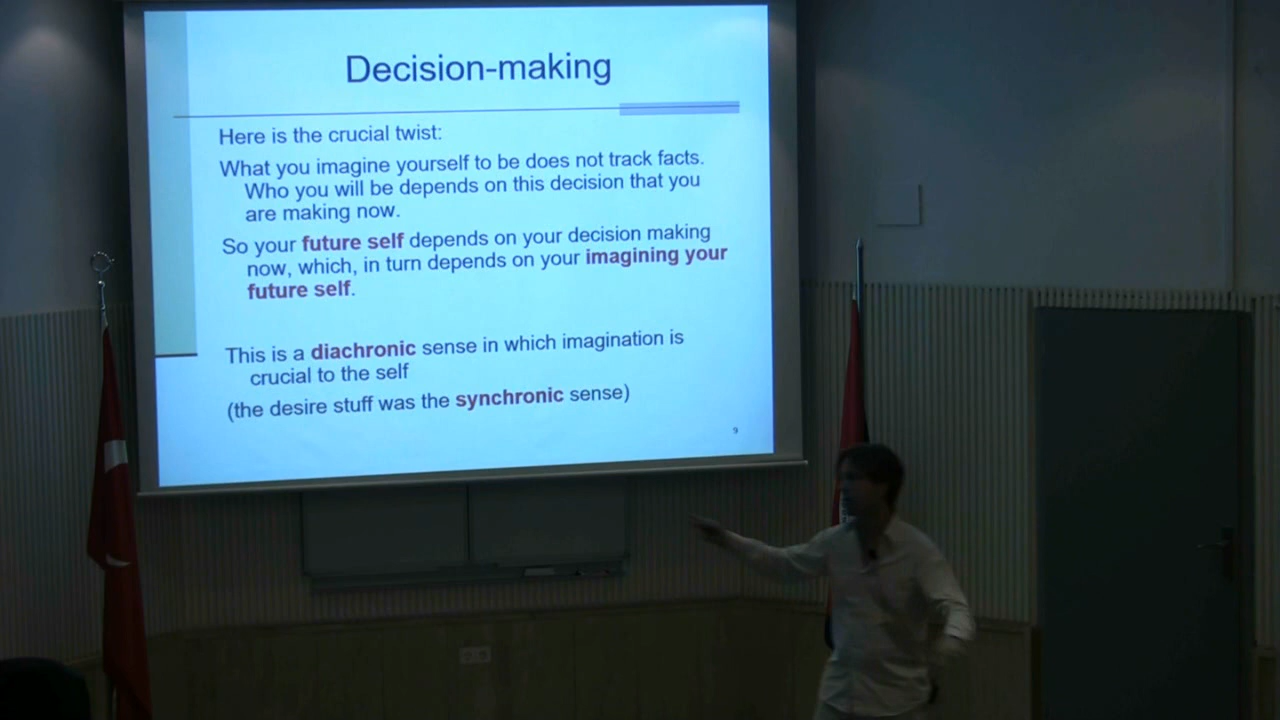 Decision-making
Here is the crucial twist:
What you imagine yourself to be does not track facts.
Who you will be depends on this decision that you
are making now.
So your future self depends on your decision making
now, which, in turn depends on your imagining your
future self.
This is a diachronic sense in which imagination is
crucial to the self
(the desire stuff was the synchronic sense)
9